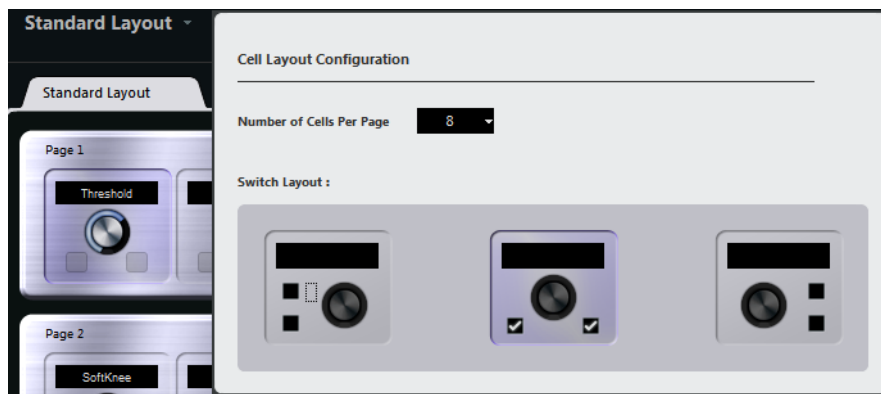 Standard Layout
Standard Layout
Page 1
Threshold
Page 2
SoftKnee
Cell Layout Configuration
Number of Cells Per Page 8
Switch Layout :